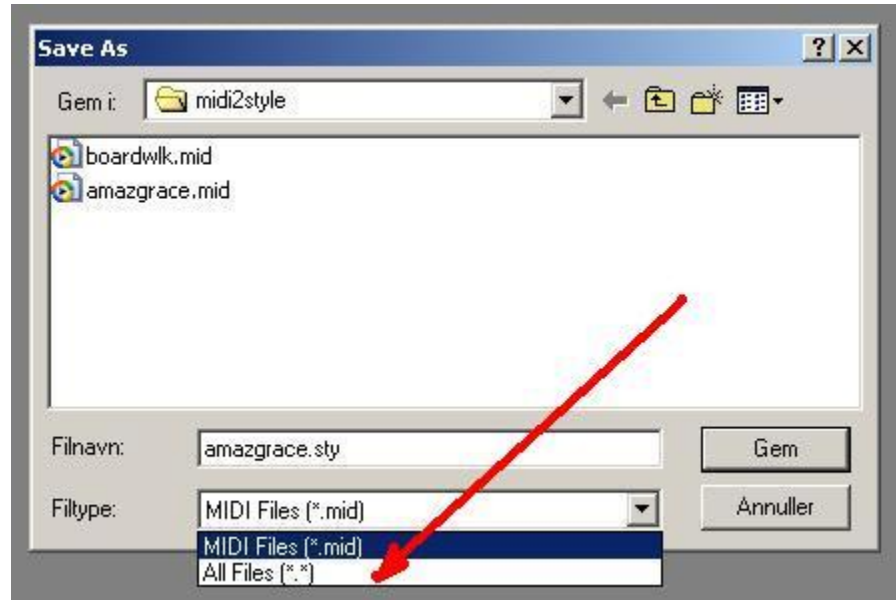 Save As
Gem i: midi2style
boardwlk.mid
amazgrace.mid
Filnavn: amazgrace.sty Gem
Filtype: MIDI Files (*.mid) Annuller
MIDI Files (*.mid)
All Files (*.*)